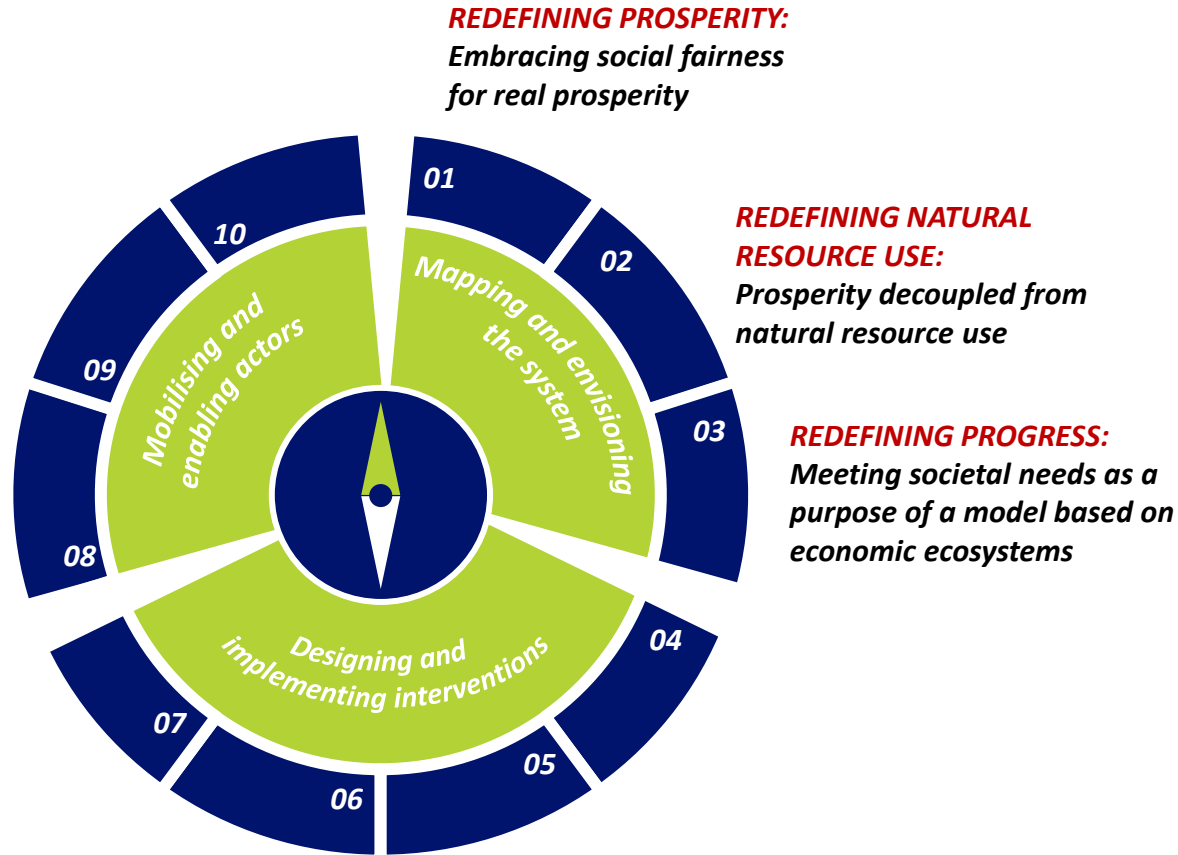 REDEFINING PROSPERITY:
Embracing social fairness
for real prosperity
01
02
03
04
05
06
07
08
09
10
REDEFINING NATURAL
RESOURCE USE:
Prosperity decoupled from
natural resource use
REDEFINING PROGRESS:
Meeting societal needs as a
purpose of a model based on
economic ecosystems
Mapping and envisioning
the system
Designing and
implementing interventions
Mobilising and
enabling actors